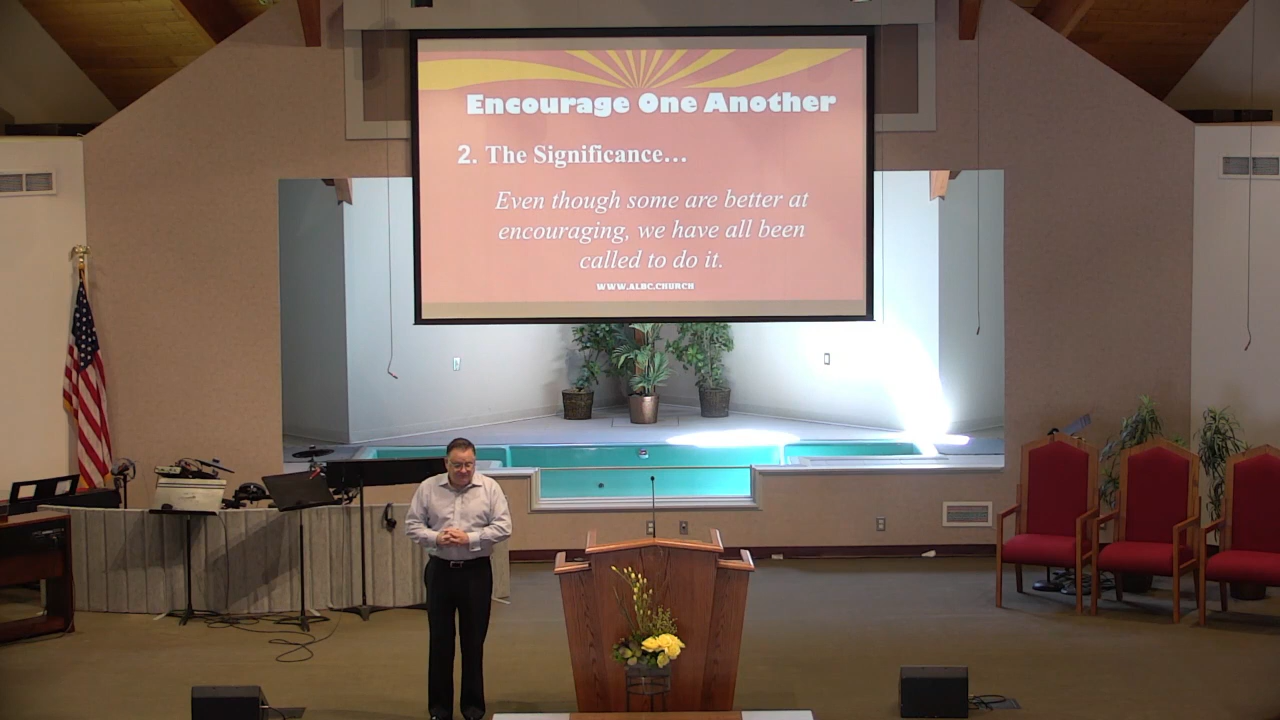 Encourage One Another
2. The Significance...
Even though some are better at
encouraging, we have all been
called to do it.
WWW.ALBC.CHURCH